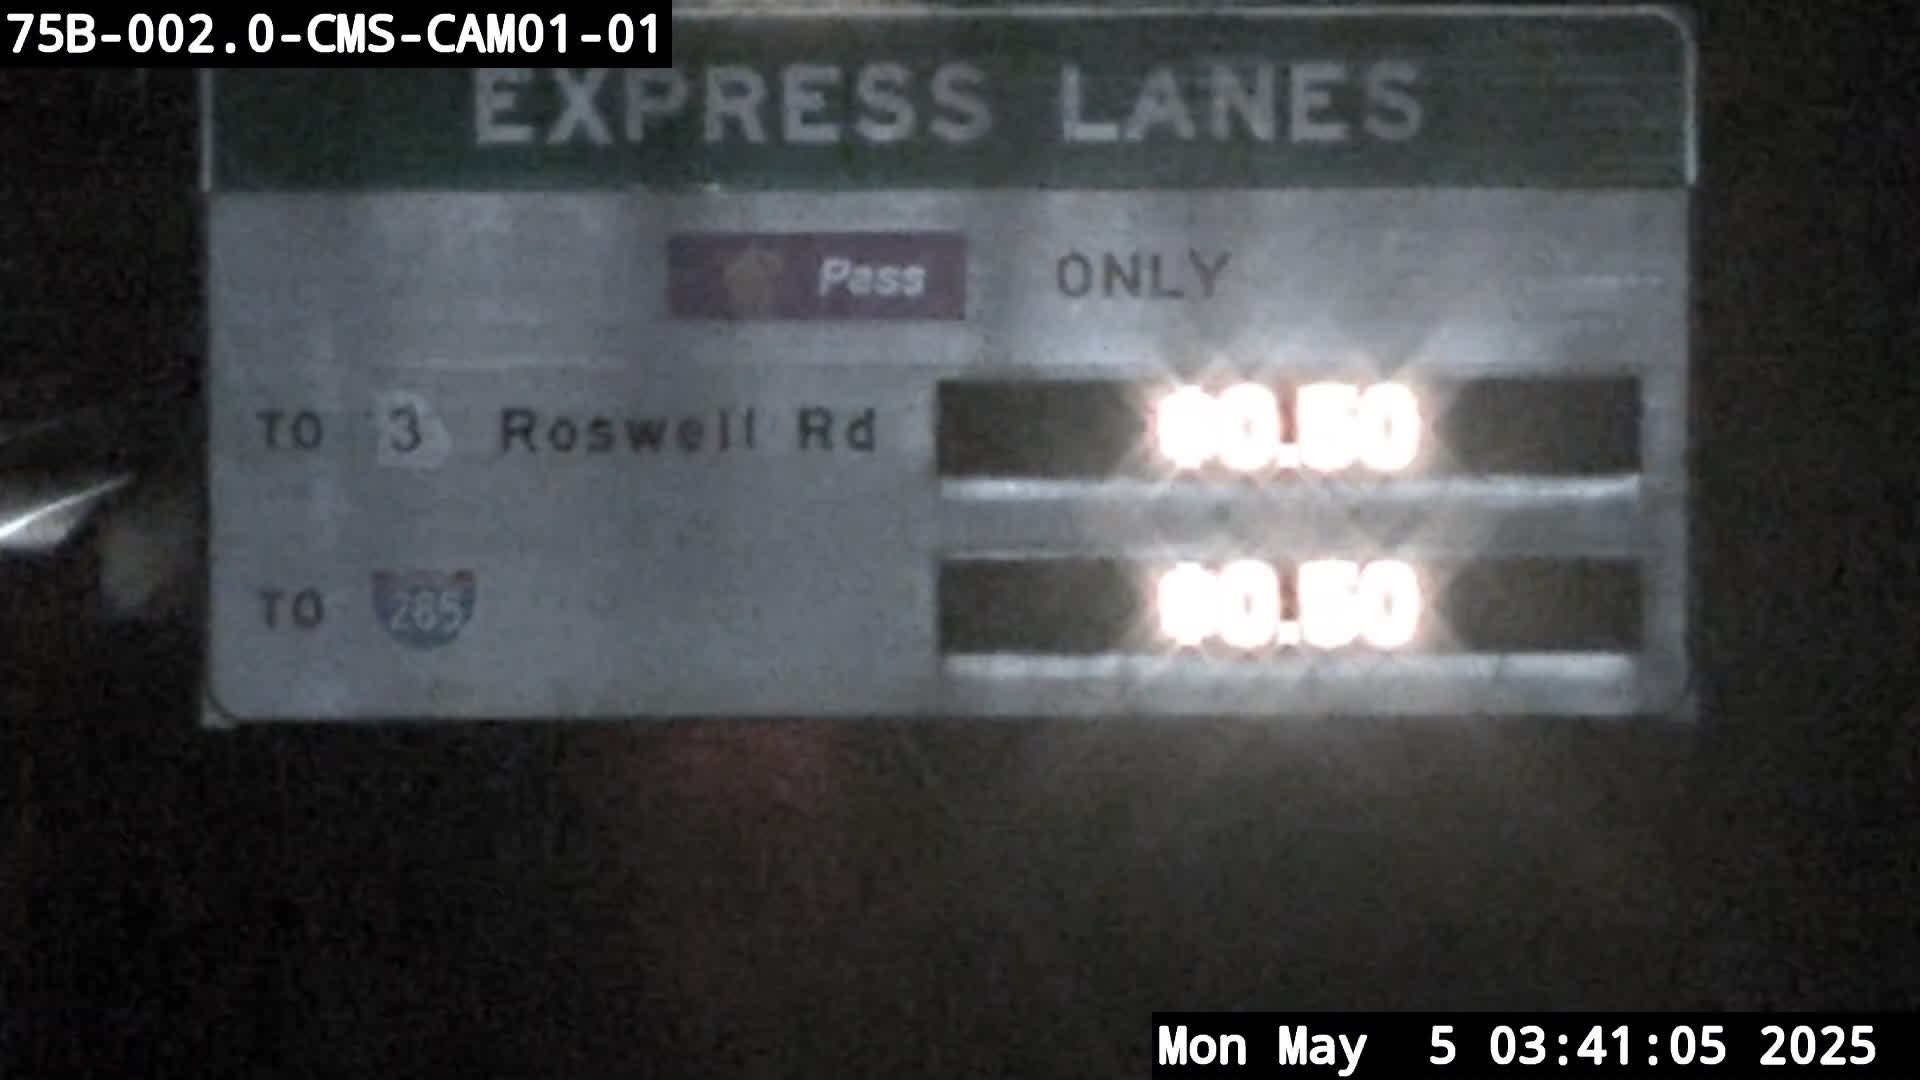 75B-002.0-CMS-CAM01-01
EXPRESS LANES
Pass ONLY
TO 3 Roswell Rd $0.50
TO 285 $0.50
Mon May 5 03:41:05 2025